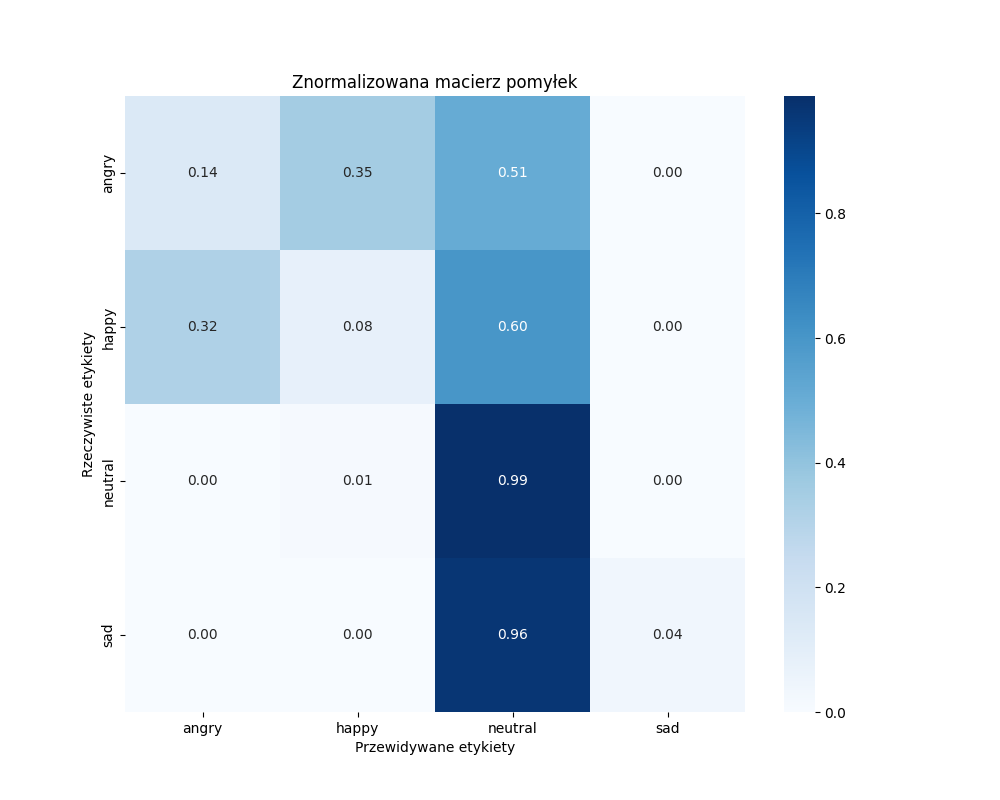 Znormalizowana macierz pomyłek
Rzeczywiste etykiety
angry
0.14 0.35 0.51 0.00
happy
0.32 0.08 0.60 0.00
neutral
0.00 0.01 0.99 0.00
sad
0.00 0.00 0.96 0.04
angry happy neutral sad
Przewidywane etykiety
0.8
0.6
0.4
0.2
0.0